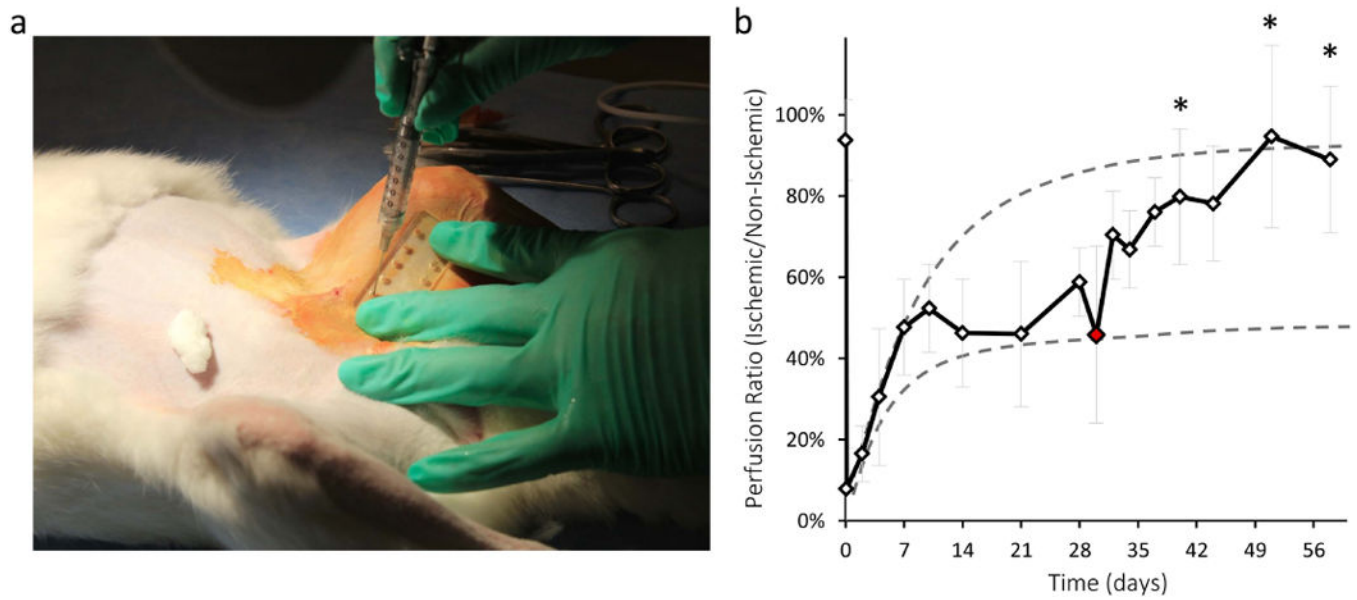 a
b
Perfusion Ratio (Ischemic/Non-Ischemic)
100%
80%
60%
40%
20%
0%
*
*
*
0 7 14 21 28 35 42 49 56
Time (days)